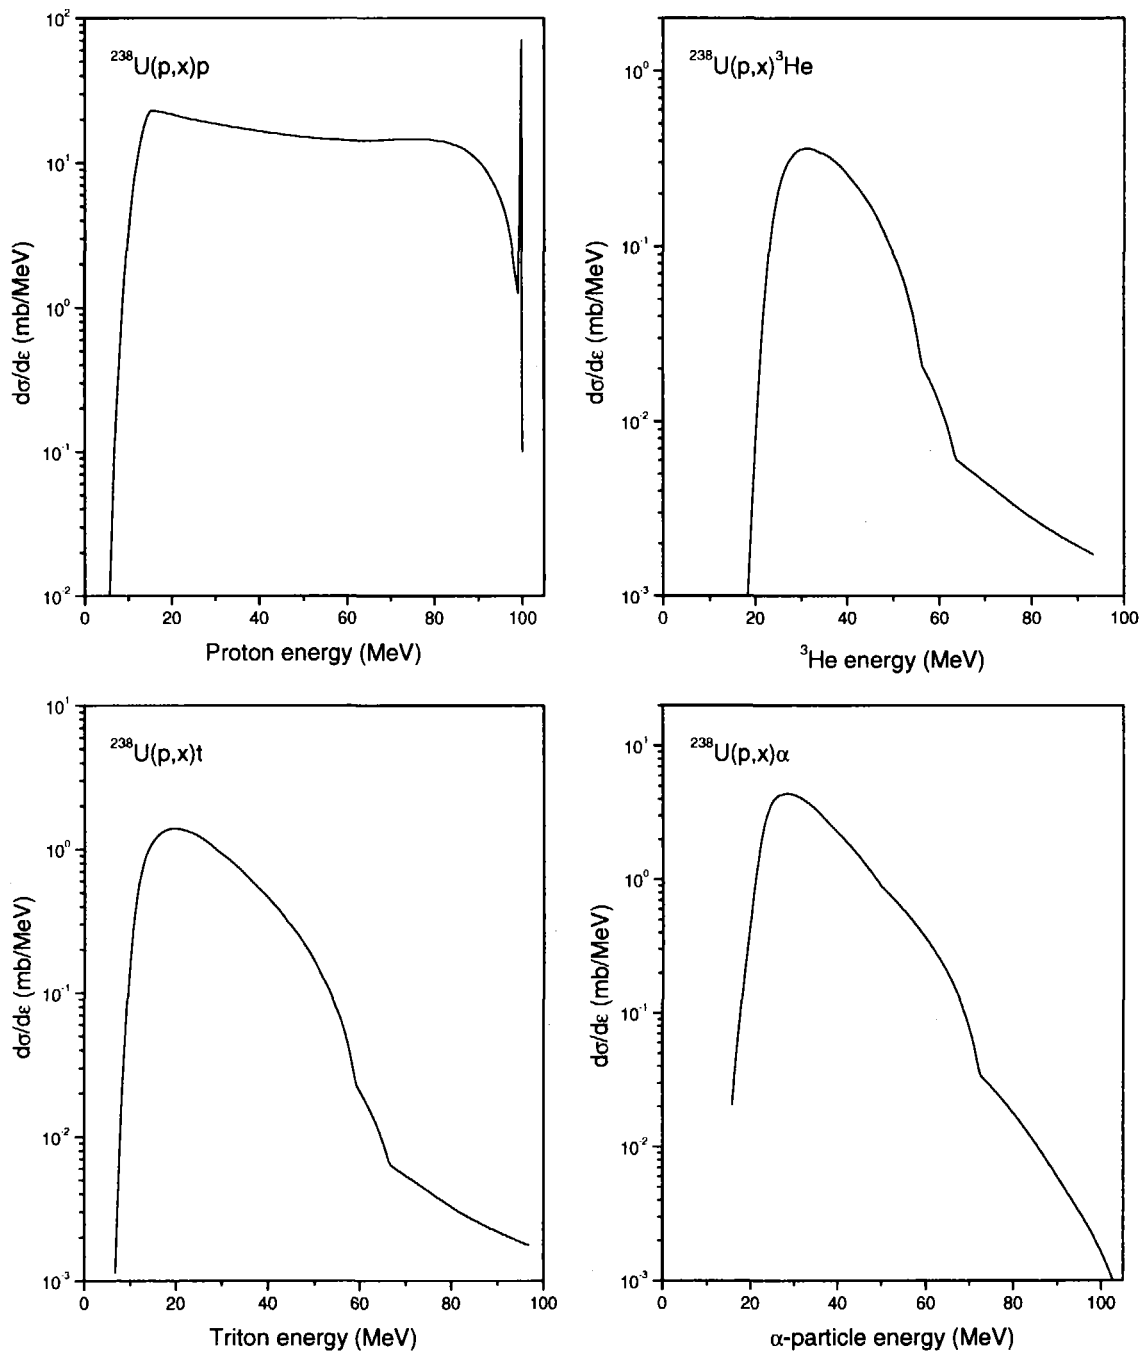 ²³⁸U(p,x)p
dσ/dε (mb/MeV)
10²
10¹
10⁰
10⁻¹
10⁻²
0 20 40 60 80 100
Proton energy (MeV)
²³⁸U(p,x)³He
dσ/dε (mb/MeV)
10⁰
10⁻¹
10⁻²
10⁻³
0 20 40 60 80 100
³He energy (MeV)
²³⁸U(p,x)t
dσ/dε (mb/MeV)
10¹
10⁰
10⁻¹
10⁻²
10⁻³
0 20 40 60 80 100
Triton energy (MeV)
²³⁸U(p,x)α
dσ/dε (mb/MeV)
10¹
10⁰
10⁻¹
10⁻²
10⁻³
0 20 40 60 80 100
α-particle energy (MeV)